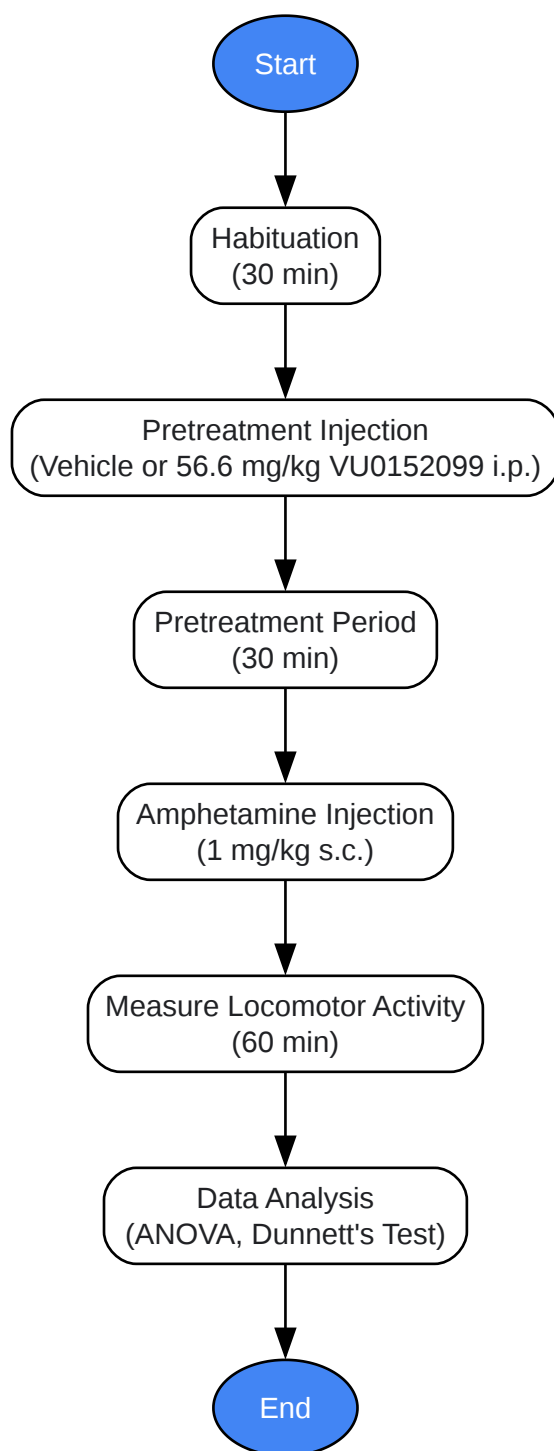 Start
Habituation
(30 min)
Pretreatment Injection
(Vehicle or 56.6 mg/kg VU0152099 i.p.)
Pretreatment Period
(30 min)
Amphetamine Injection
(1 mg/kg s.c.)
Measure Locomotor Activity
(60 min)
Data Analysis
(ANOVA, Dunnett's Test)
End